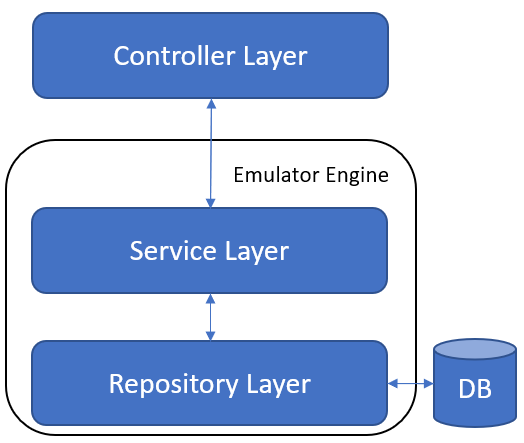 Controller Layer
Emulator Engine
Service Layer
Repository Layer
DB